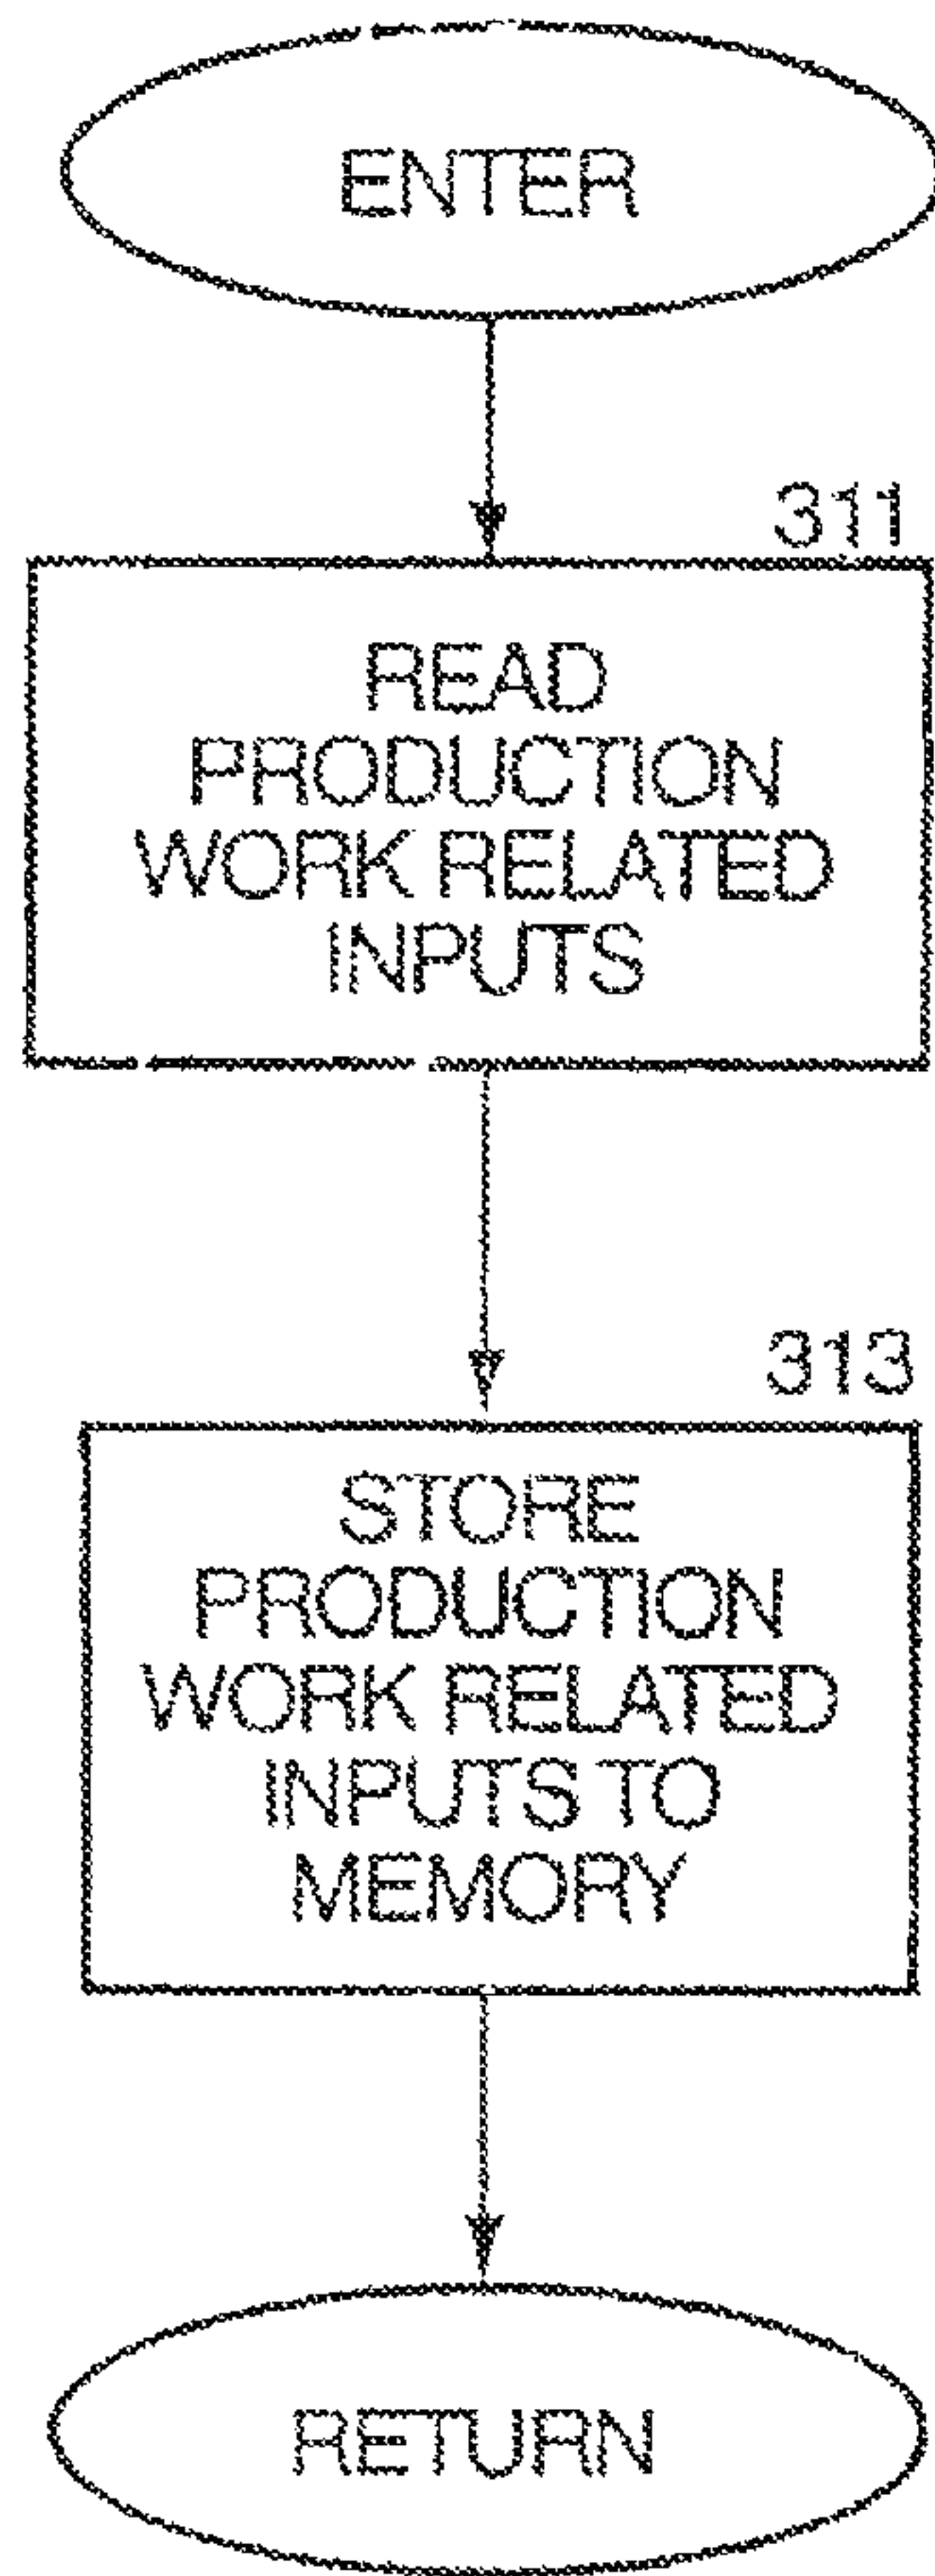 ENTER
311
READ
PRODUCTION
WORK RELATED
INPUTS
313
STORE
PRODUCTION
WORK RELATED
INPUTS TO
MEMORY
RETURN